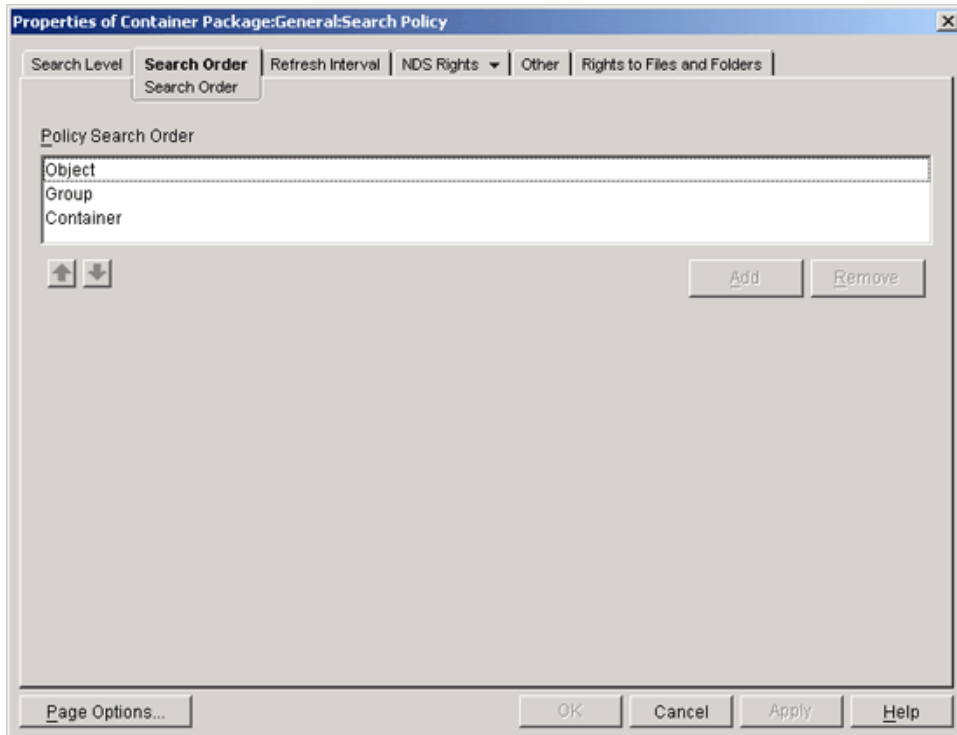 Properties of Container Package:General:Search Policy
Search Level Search Order Refresh Interval NDS Rights Other Rights to Files and Folders
Search Order
Policy Search Order
Object
Group
Container
Add Remove
Page Options... OK Cancel Apply Help